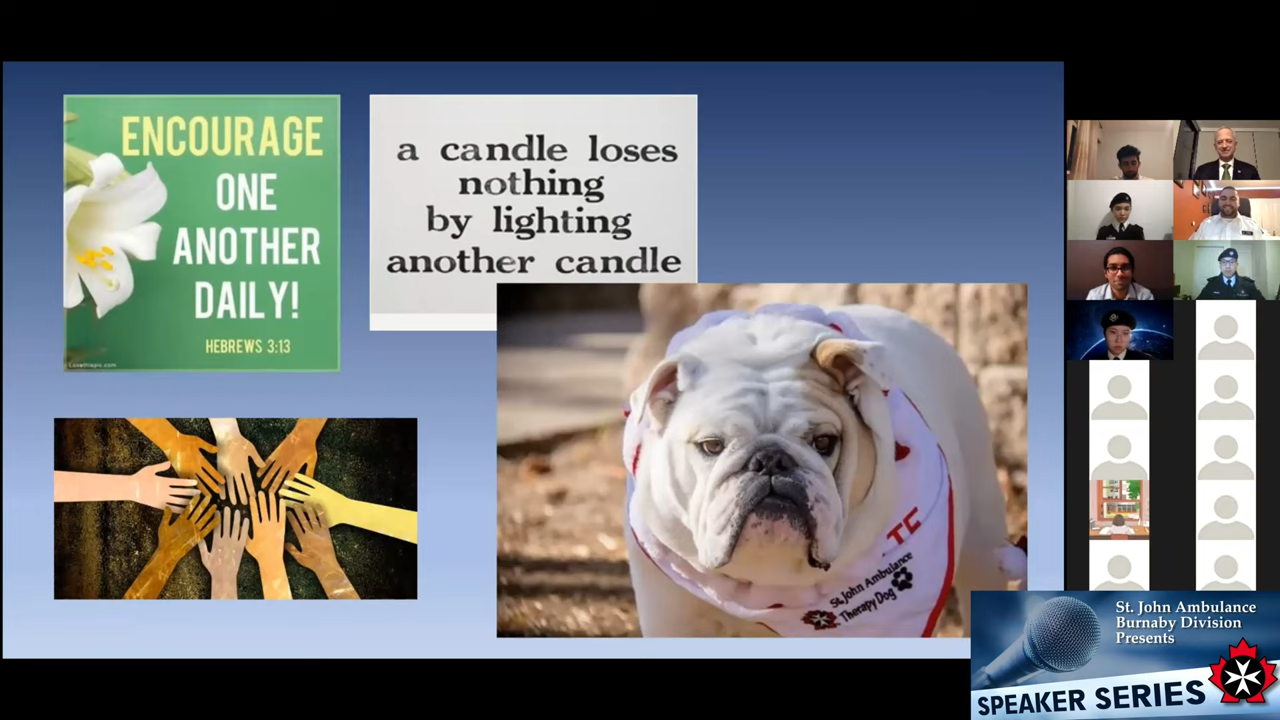 ENCOURAGE
ONE
ANOTHER
DAILY!
HEBREWS 3:13
a candle loses
nothing
by lighting
another candle
St. John Ambulance
Therapy Dog
St. John Ambulance
Burnaby Division
Presents
SPEAKER SERIES